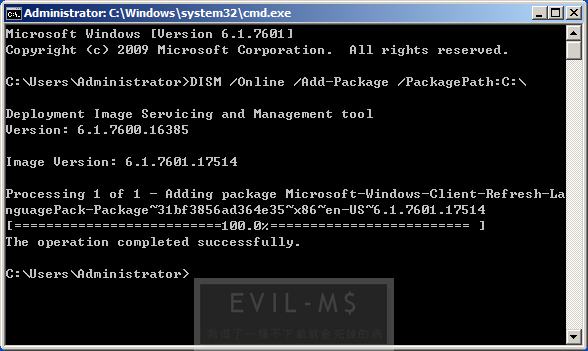 Administrator: C:\Windows\system32\cmd.exe
Microsoft Windows [Version 6.1.7601]
Copyright (c) 2009 Microsoft Corporation.  All rights reserved.
C:\Users\Administrator>DISM /Online /Add-Package /PackagePath:C:\
Deployment Image Servicing and Management tool
Version: 6.1.7600.16385
Image Version: 6.1.7601.17514
Processing 1 of 1 - Adding package Microsoft-Windows-Client-Refresh-La
nguagePack-Package~31bf3856ad364e35~x86~en-US~6.1.7601.17514
[==========================100.0%========================= ]
The operation completed successfully.
C:\Users\Administrator>
EVIL-M$